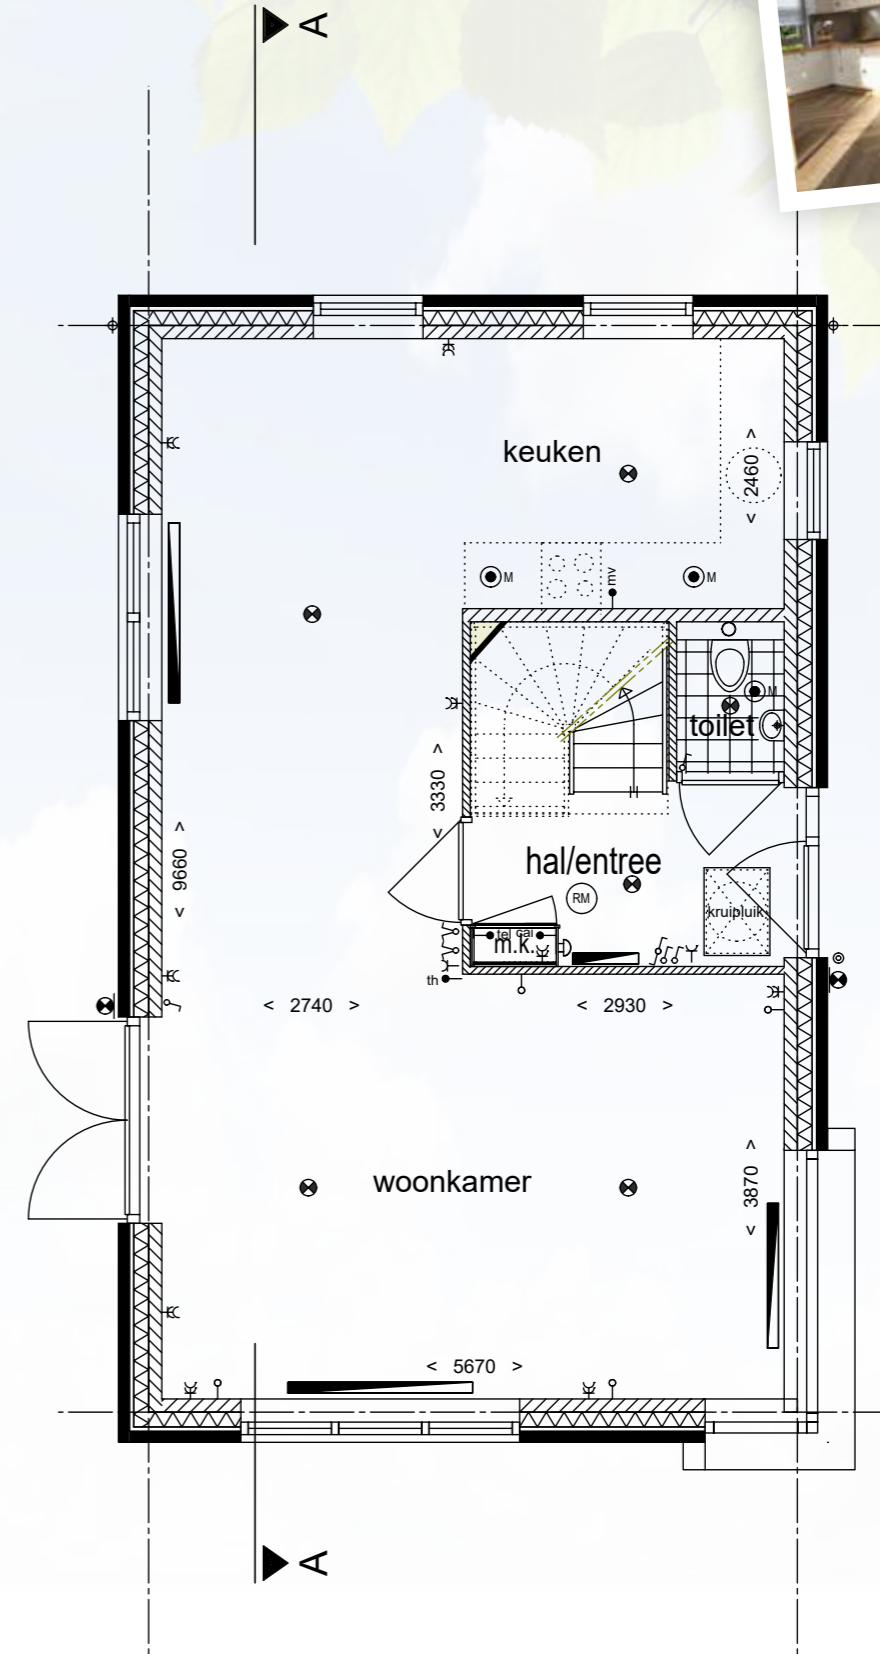 A
keuken
< 2460 >
M
M
mv
M
toilet
< 3330 >
hal/entree
< 9660 >
RM
kruipluik
tel
cai
m.k.
th
< 2740 >
< 2930 >
woonkamer
< 3870 >
< 5670 >
A